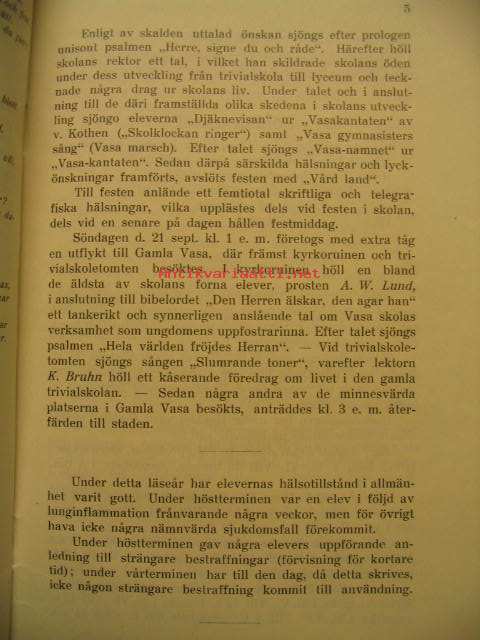 5
Enligt av skalden uttalad önskan sjöngs efter prologen
unisont psalmen „Herre, signe du och råde“. Härefter höll
skolans rektor ett tal, i vilket han skildrade skolans öden
under dess utveckling från trivialskola till lyceum och teck-
nade några drag ur skolans liv. Under talet och i anslut-
ning till de däri framställda olika skedena i skolans utveck-
ling sjöngo eleverna „Djäknevisan“ ur „Vasakantaten“ av
v. Kothen („Skolklockan ringer“) samt „Vasa gymnasisters
sång“ (Vasa marsch). Efter talet sjöngs „Vasa-namnet“ ur
„Vasa-kantaten“. Sedan därpå särskilda hälsningar och lyck-
önskningar framförts, avslöts festen med „Vård land“.
Till festen anlände ett femtiotal skriftliga och telegra-
fiska hälsningar, vilka upplästes dels vid festen i skolan,
dels vid en senare på dagen hållen festmiddag.
Söndagen d. 21 sept. kl. 1 e. m. företogs med extra tåg
en utflykt till Gamla Vasa, där främst kyrkoruinen och tri-
vialskoletomten besöktes. I kyrkoruinen höll en bland
antikvariaatti.net
de äldsta av skolans forna elever, prosten A. W. Lund,
i anslutning till bibelordet „Den Herren älskar, den agar han“
ett tankerikt och synnerligen anslående tal om Vasa skolas
verksamhet som ungdomens uppfostrarinna. Efter talet sjöngs
psalmen „Hela världen fröjdes Herran“. — Vid trivialskole-
tomten sjöngs sången „Slumrande toner“, varefter lektorn
K. Bruhn höll ett kåserande föredrag om livet i den gamla
trivialskolan. — Sedan några andra av de minnesvärda
platserna i Gamla Vasa besökts, anträddes kl. 3 e. m. åter-
färden till staden.
Under detta läseår har elevernas hälsotillstånd i allmän-
het varit gott. Under höstterminen var en elev i följd av
lunginflammation frånvarande några veckor, men för övrigt
hava icke några nämnvärda sjukdomsfall förekommit.
Under höstterminen gav några elevers uppförande an-
ledning till strängare bestraffningar (förvisning för kortare
tid); under vårterminen har till den dag, då detta skrives,
icke någon strängare bestraffning kommit till användning.